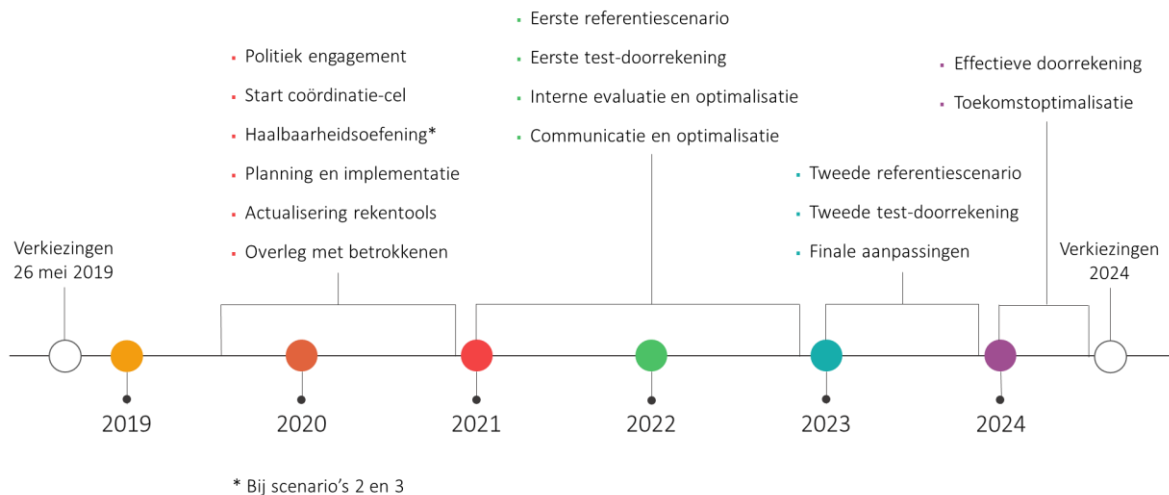 Verkiezingen
26 mei 2019
▪ Politiek engagement
▪ Start coördinatie-cel
▪ Haalbaarheidsoefening*
▪ Planning en implementatie
▪ Actualisering rekentools
▪ Overleg met betrokkenen
▪ Eerste referentiescenario
▪ Eerste test-doorrekening
▪ Interne evaluatie en optimalisatie
▪ Communicatie en optimalisatie
▪ Tweede referentiescenario
▪ Tweede test-doorrekening
▪ Finale aanpassingen
▪ Effectieve doorrekening
▪ Toekomstoptimalisatie
Verkiezingen
2024
2019
2020
2021
2022
2023
2024
* Bij scenario's 2 en 3